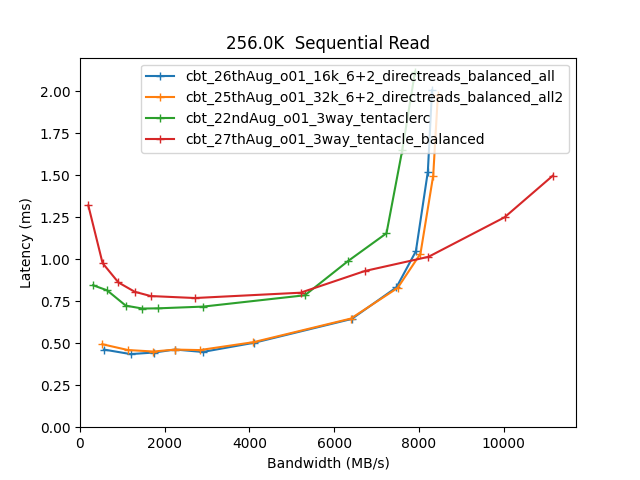 256.0K  Sequential Read
cbt_26thAug_o01_16k_6+2_directreads_balanced_all
cbt_25thAug_o01_32k_6+2_directreads_balanced_all2
cbt_22ndAug_o01_3way_tentaclerc
cbt_27thAug_o01_3way_tentacle_balanced
Latency (ms)
2.00
1.75
1.50
1.25
1.00
0.75
0.50
0.25
0.00
0 2000 4000 6000 8000 10000
Bandwidth (MB/s)